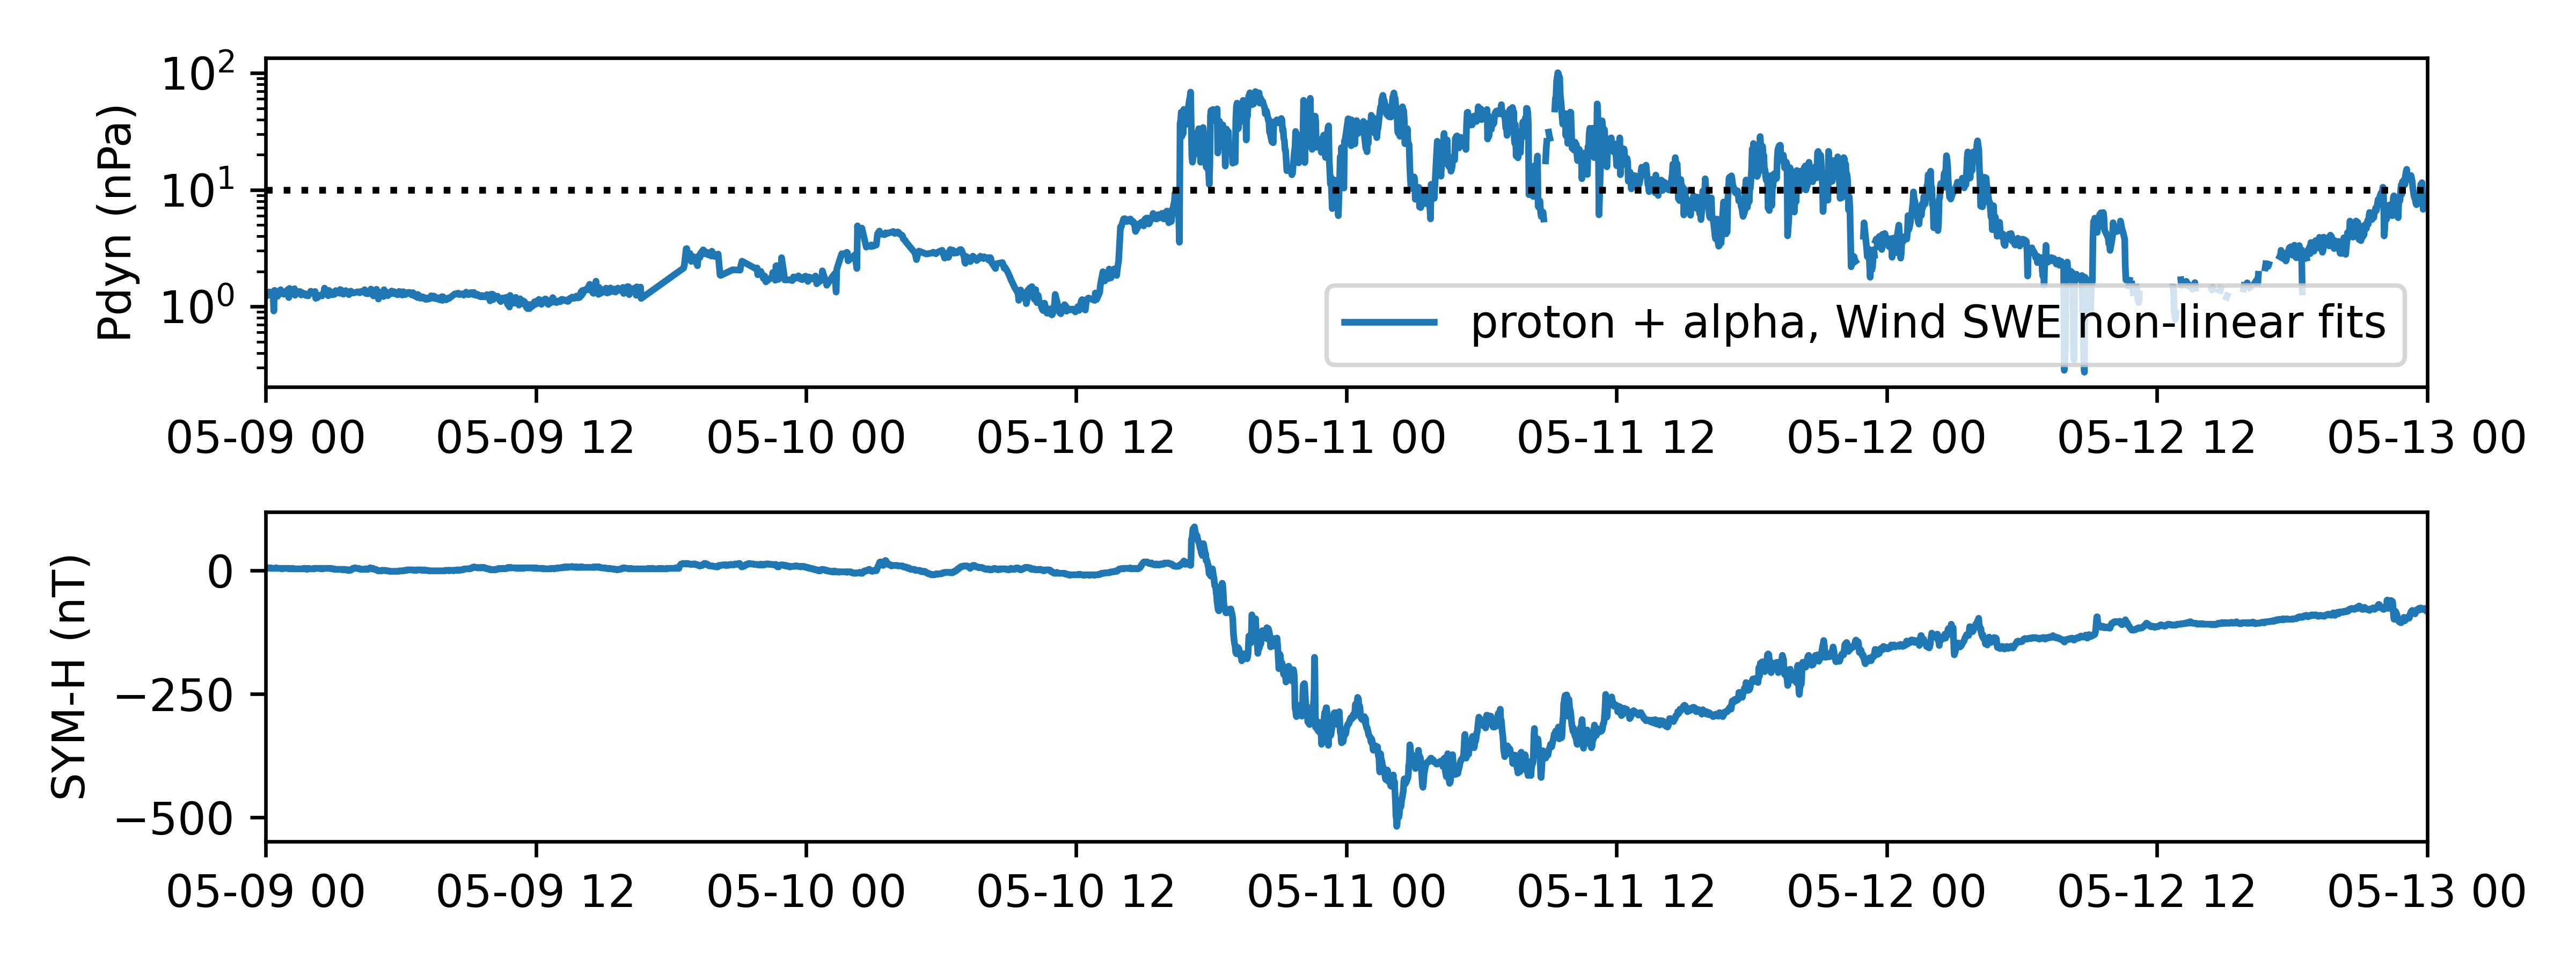 Pdyn (nPa)
10²
10¹
10⁰
proton + alpha, Wind SWE non-linear fits
05-09 00 05-09 12 05-10 00 05-10 12 05-11 00 05-11 12 05-12 00 05-12 12 05-13 00
SYM-H (nT)
0
−250
−500
05-09 00 05-09 12 05-10 00 05-10 12 05-11 00 05-11 12 05-12 00 05-12 12 05-13 00